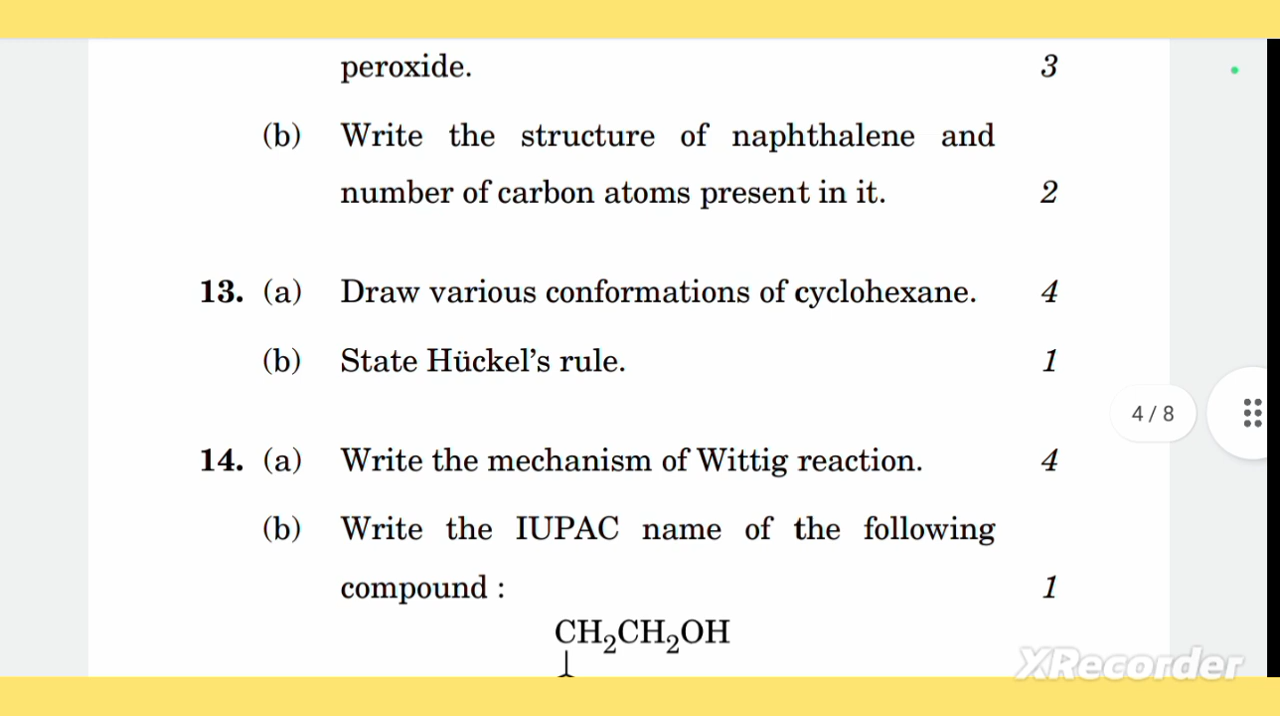 peroxide. 3
(b) Write the structure of naphthalene and
number of carbon atoms present in it. 2
13. (a) Draw various conformations of cyclohexane. 4
(b) State Hückel's rule. 1
4 / 8
14. (a) Write the mechanism of Wittig reaction. 4
(b) Write the IUPAC name of the following
compound : 1
CH₂CH₂OH
XRecorder